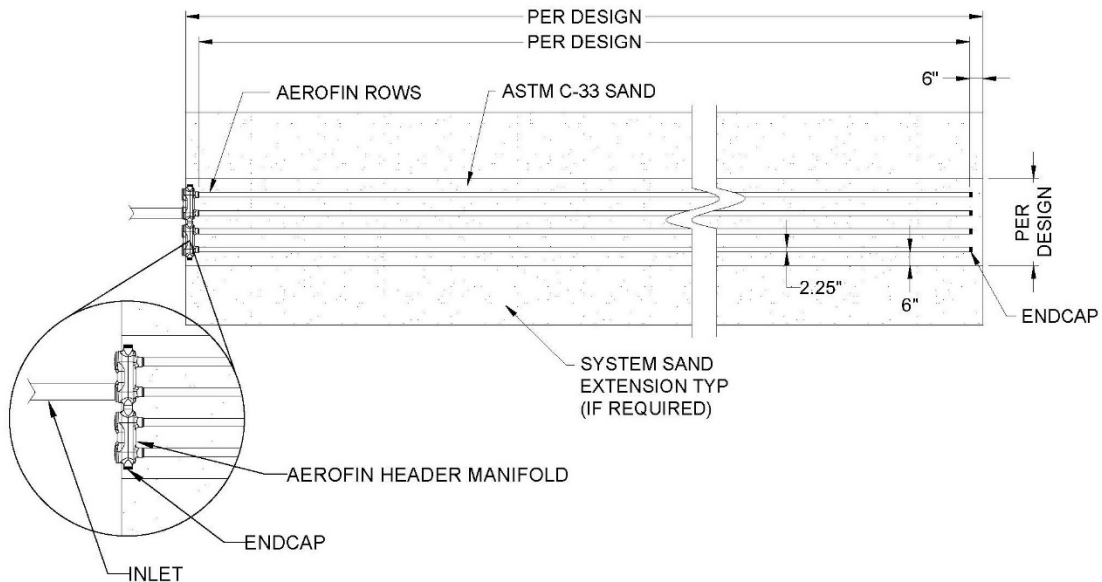 PER DESIGN
PER DESIGN
6"
AEROFIN ROWS
ASTM C-33 SAND
PER
DESIGN
2.25"
6"
ENDCAP
SYSTEM SAND
EXTENSION TYP
(IF REQUIRED)
AEROFIN HEADER MANIFOLD
ENDCAP
INLET